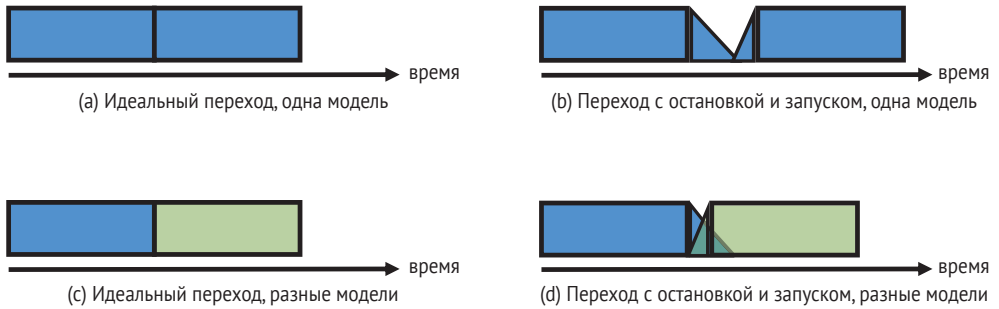 время
(a) Идеальный переход, одна модель
время
(b) Переход с остановкой и запуском, одна модель
время
(c) Идеальный переход, разные модели
время
(d) Переход с остановкой и запуском, разные модели